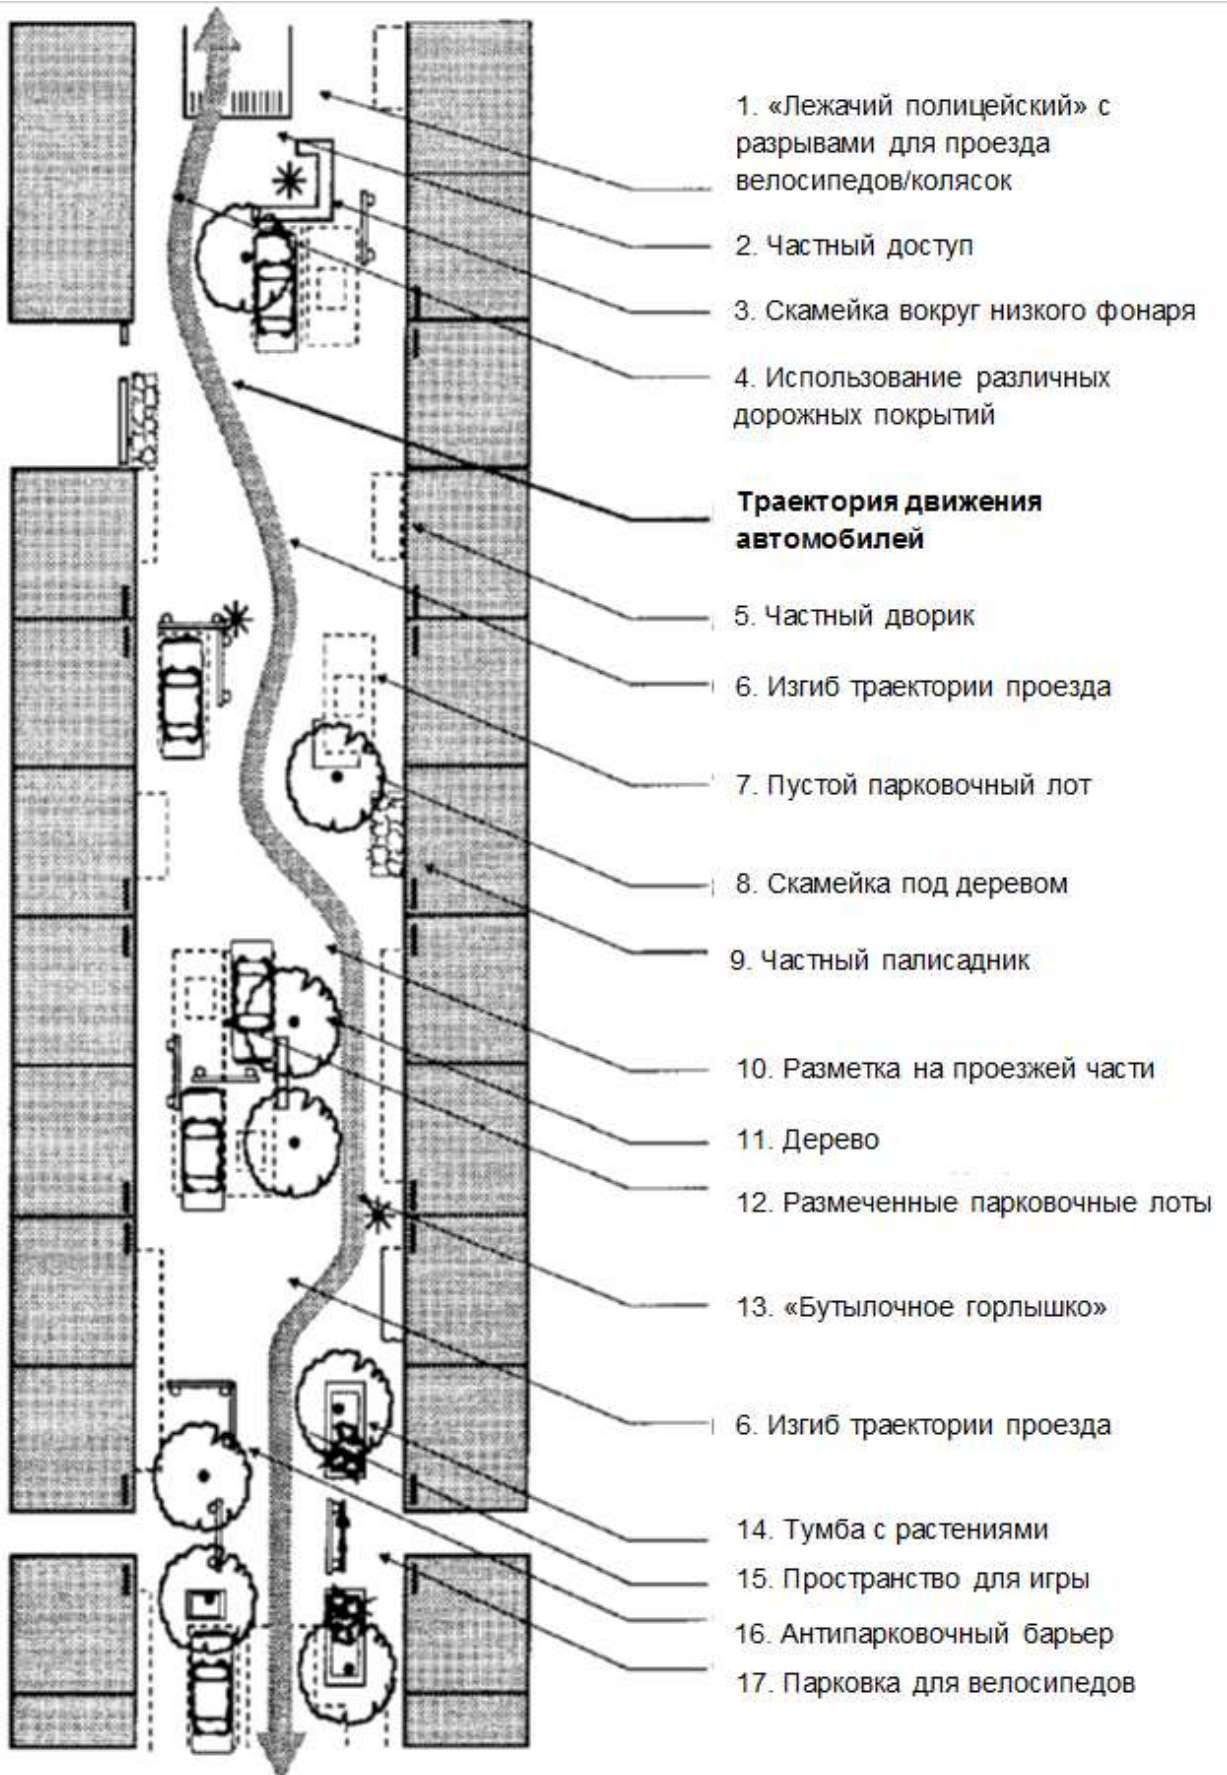 1. «Лежачий полицейский» с
разрывами для проезда
велосипедов/колясок
2. Частный доступ
3. Скамейка вокруг низкого фонаря
4. Использование различных
дорожных покрытий
Траектория движения
автомобилей
5. Частный дворик
6. Изгиб траектории проезда
7. Пустой парковочный лот
8. Скамейка под деревом
9. Частный палисадник
10. Разметка на проезжей части
11. Дерево
12. Размеченные парковочные лоты
13. «Бутылочное горлышко»
6. Изгиб траектории проезда
14. Тумба с растениями
15. Пространство для игры
16. Антипарковочный барьер
17. Парковка для велосипедов